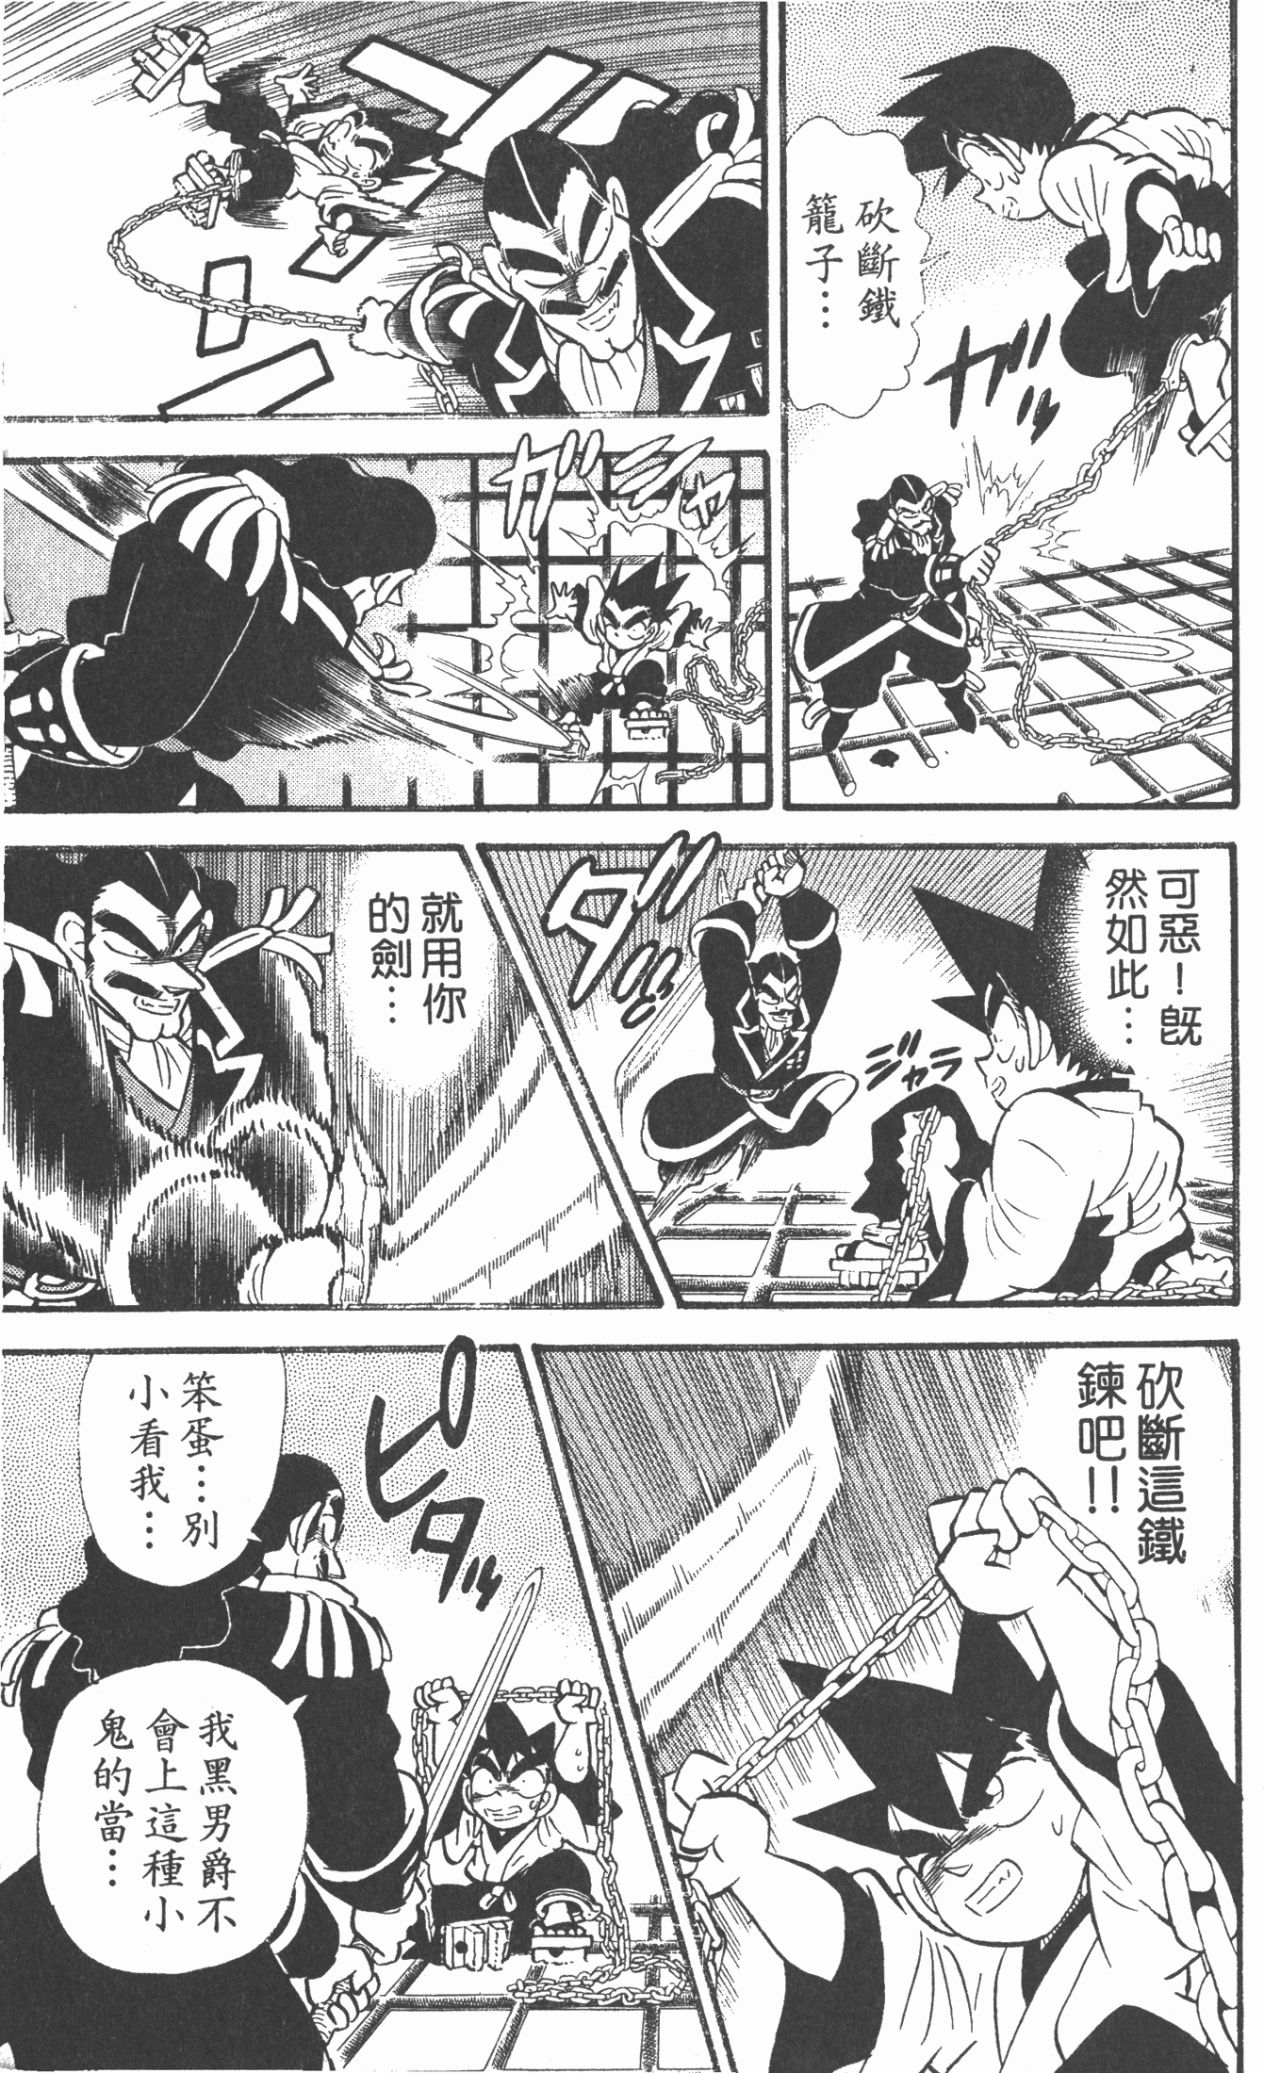 砍斷鐵
籠子…
ガガッ
ガシャ
可惡！既
然如此…
ダダッ
ジャラ
就用你
的劍…
砍斷這鐵
鍊吧!!
ピタッ
笨蛋…別
小看我…
我黑男爵不
會上這種小
鬼的當…